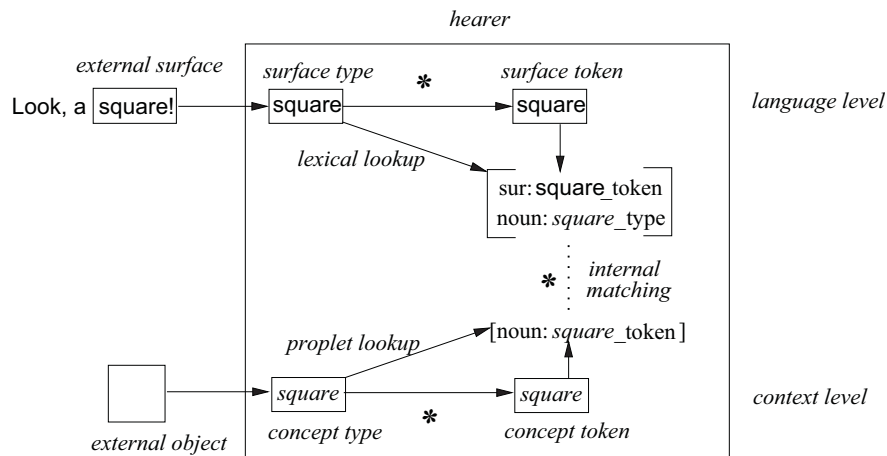 hearer
external surface
surface type
*
surface token
Look, a square!
square
square
language level
lexical lookup
sur: square_token
noun: square_type
*
internal
matching
proplet lookup
[noun: square_token]
square
square
context level
external object
concept type
*
concept token